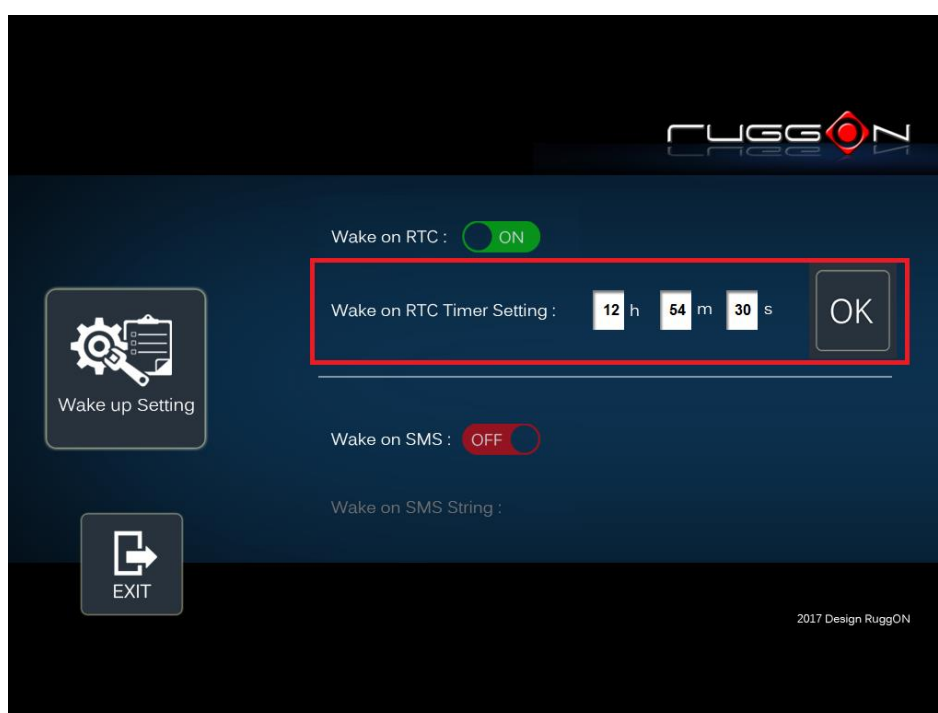 ruggON
Wake on RTC : ON
Wake on RTC Timer Setting : 12 h 54 m 30 s OK
Wake up Setting
Wake on SMS : OFF
Wake on SMS String :
EXIT
2017 Design RuggON